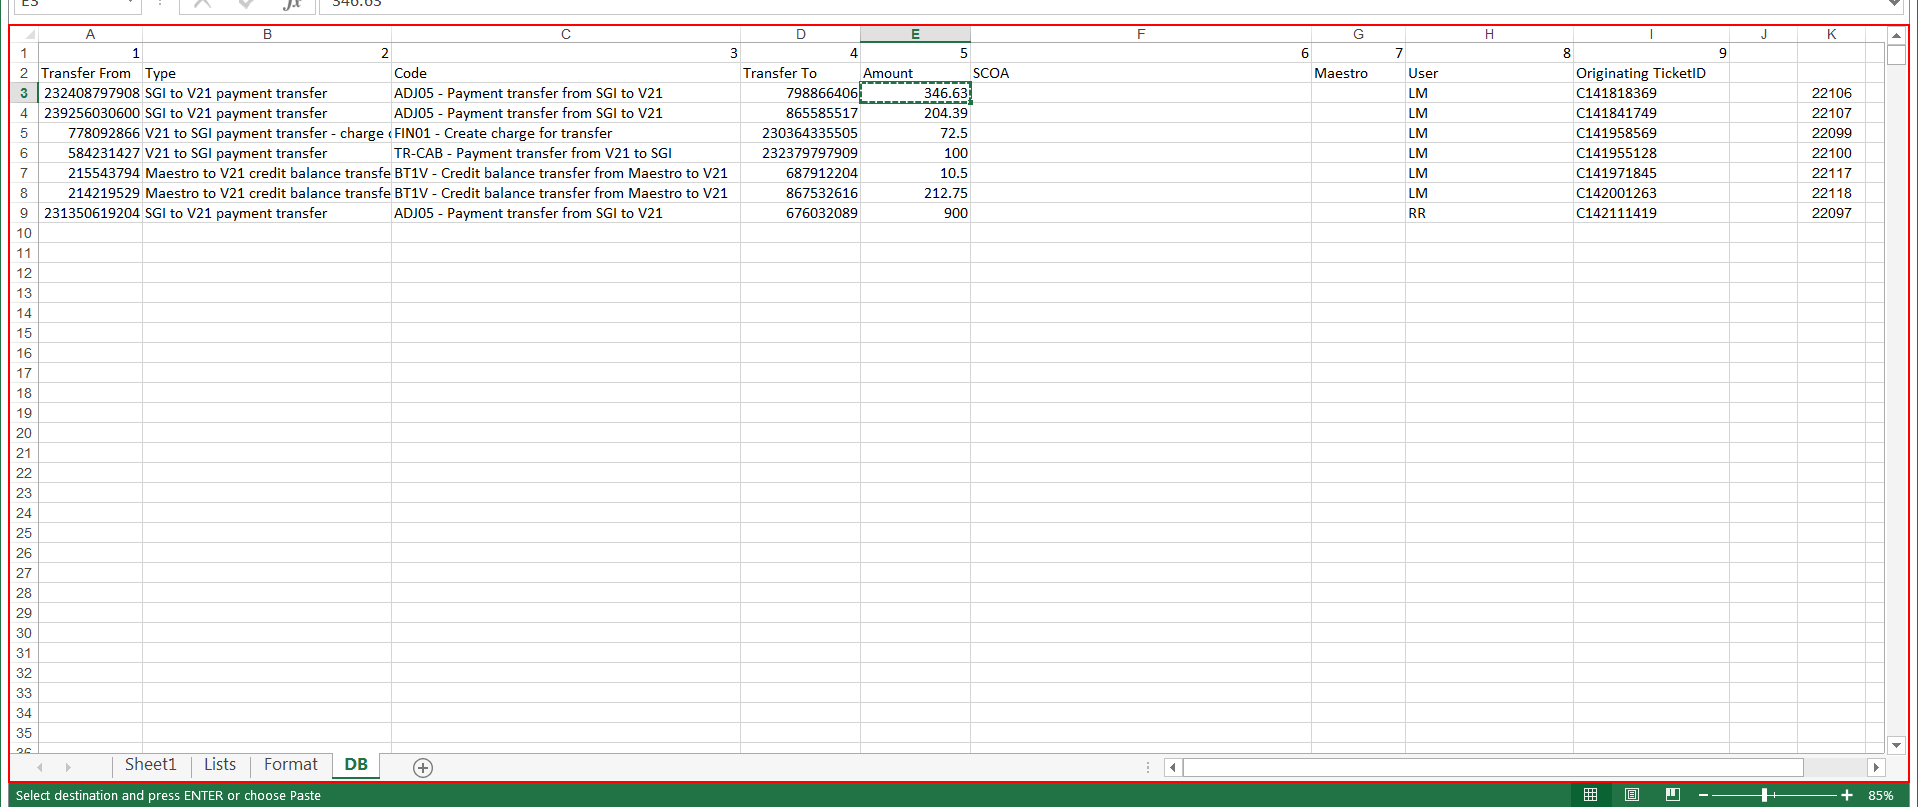 E3 fx 346.63
A B C D E F G H I J K
1 1 2 3 4 5 6 7 8 9
2 Transfer From Type Code Transfer To Amount SCOA Maestro User Originating TicketID
3 232408797908 SGI to V21 payment transfer ADJ05 - Payment transfer from SGI to V21 798866406 346.63 LM C141818369 22106
4 239256030600 SGI to V21 payment transfer ADJ05 - Payment transfer from SGI to V21 865585517 204.39 LM C141841749 22107
5 778092866 V21 to SGI payment transfer - charge FIN01 - Create charge for transfer 230364335505 72.5 LM C141958569 22099
6 584231427 V21 to SGI payment transfer TR-CAB - Payment transfer from V21 to SGI 232379797909 100 LM C141955128 22100
7 215543794 Maestro to V21 credit balance transfe BT1V - Credit balance transfer from Maestro to V21 687912204 10.5 LM C141971845 22117
8 214219529 Maestro to V21 credit balance transfe BT1V - Credit balance transfer from Maestro to V21 867532616 212.75 LM C142001263 22118
9 231350619204 SGI to V21 payment transfer ADJ05 - Payment transfer from SGI to V21 676032089 900 RR C142111419 22097
10
11
12
13
14
15
16
17
18
19
20
21
22
23
24
25
26
27
28
29
30
31
32
33
34
35
36
Sheet1 Lists Format DB
Select destination and press ENTER or choose Paste 85%